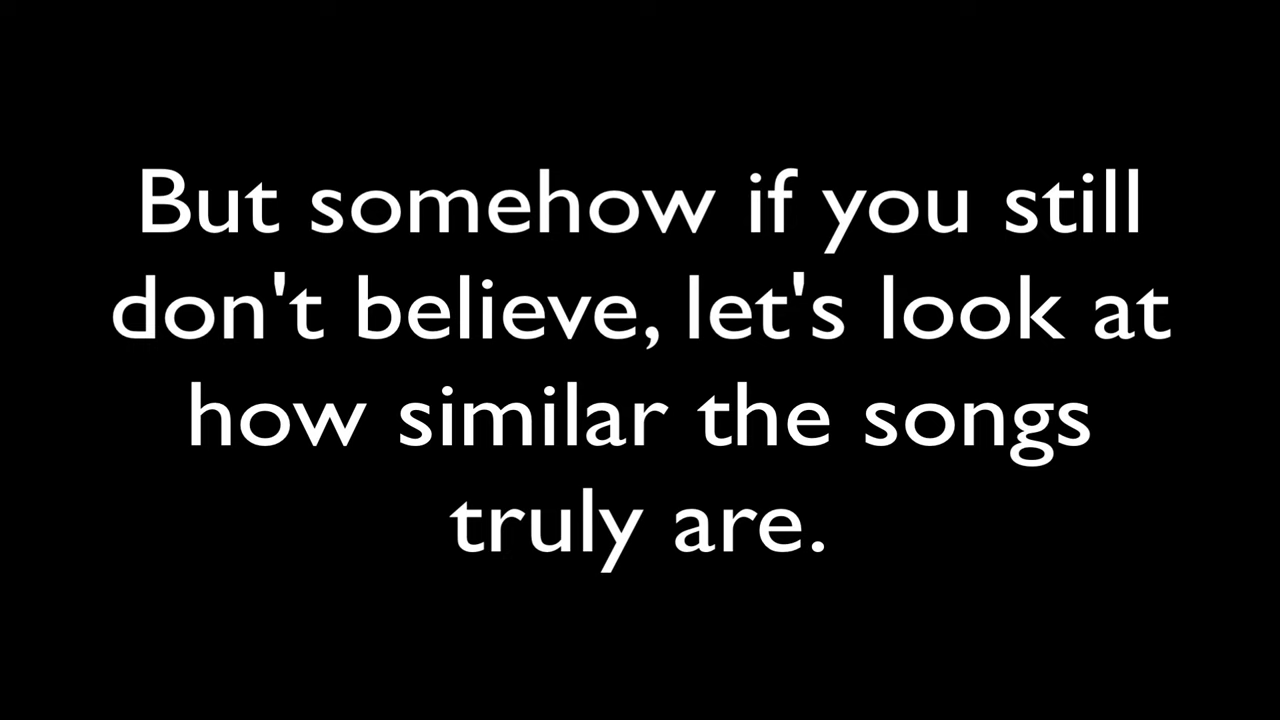 But somehow if you still
don't believe, let's look at
how similar the songs
truly are.